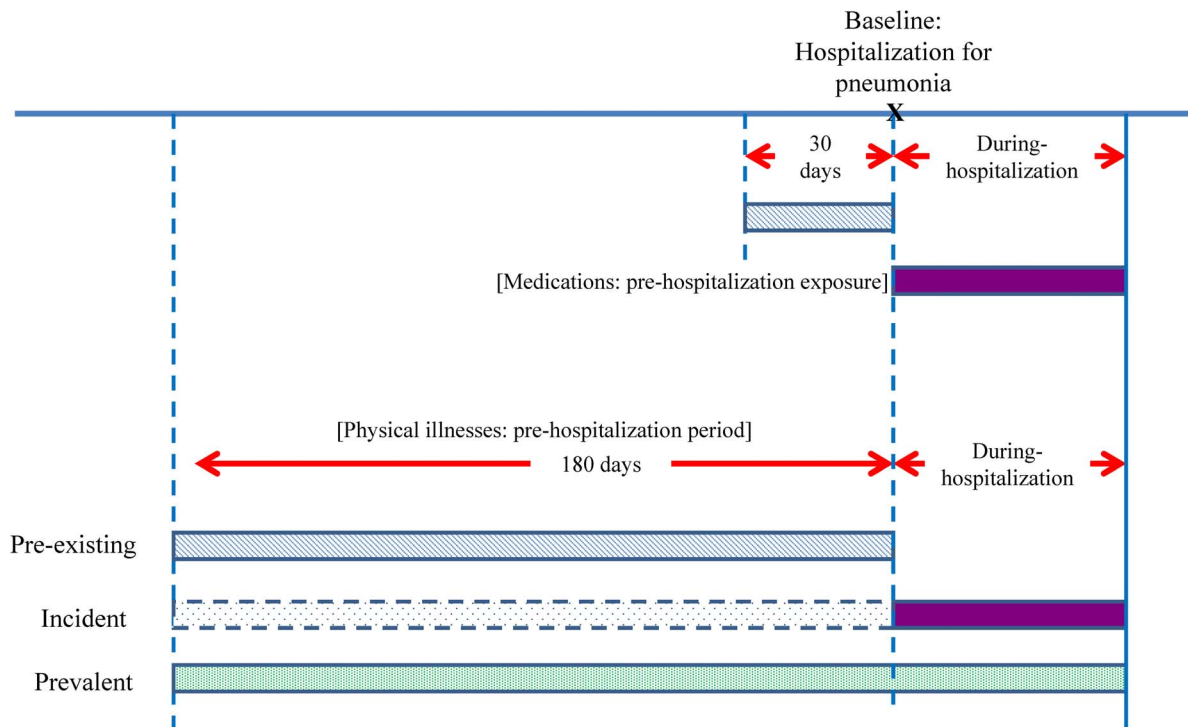 Baseline:
Hospitalization for
pneumonia
X
30
days
During-
hospitalization
[Medications: pre-hospitalization exposure]
[Physical illnesses: pre-hospitalization period]
180 days
During-
hospitalization
Pre-existing
Incident
Prevalent